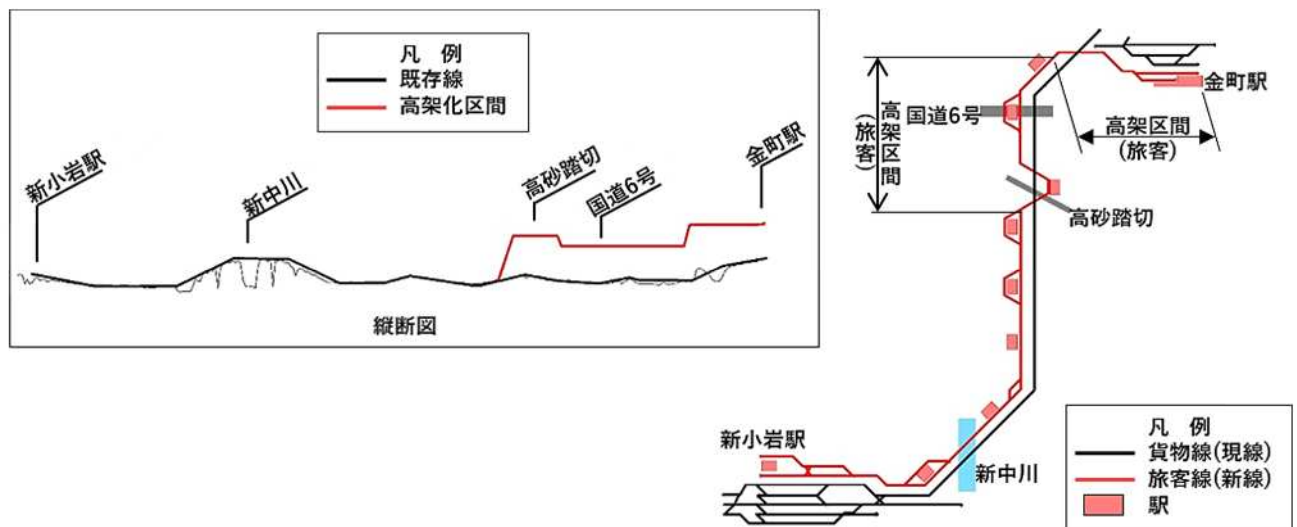 凡 例
既存線
高架化区間
新小岩駅
新中川
高砂踏切
国道6号
金町駅
縦断図
金町駅
国道6号
高架区間
(旅客)
高架区間
(旅客)
高砂踏切
新小岩駅
新中川
凡 例
貨物線(現線)
旅客線(新線)
駅